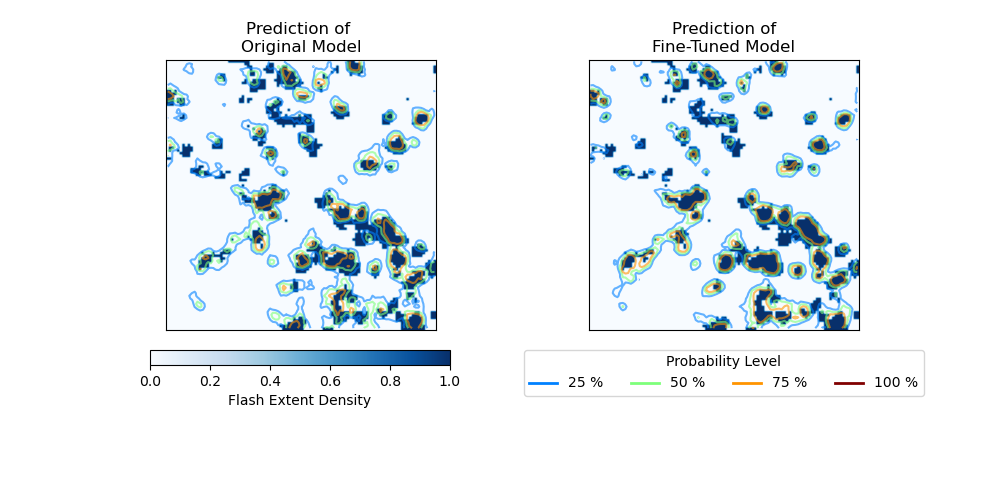 Prediction of
Original Model
Prediction of
Fine-Tuned Model
0.0 0.2 0.4 0.6 0.8 1.0
Flash Extent Density
Probability Level
25 % 50 % 75 % 100 %